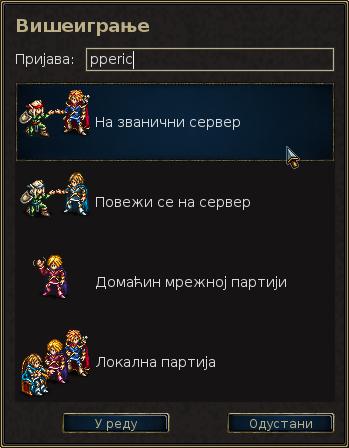 Вишеиграње
Пријава: pperic
На званични сервер
Повежи се на сервер
Домаћин мрежној партији
Локална партија
У реду Одустани